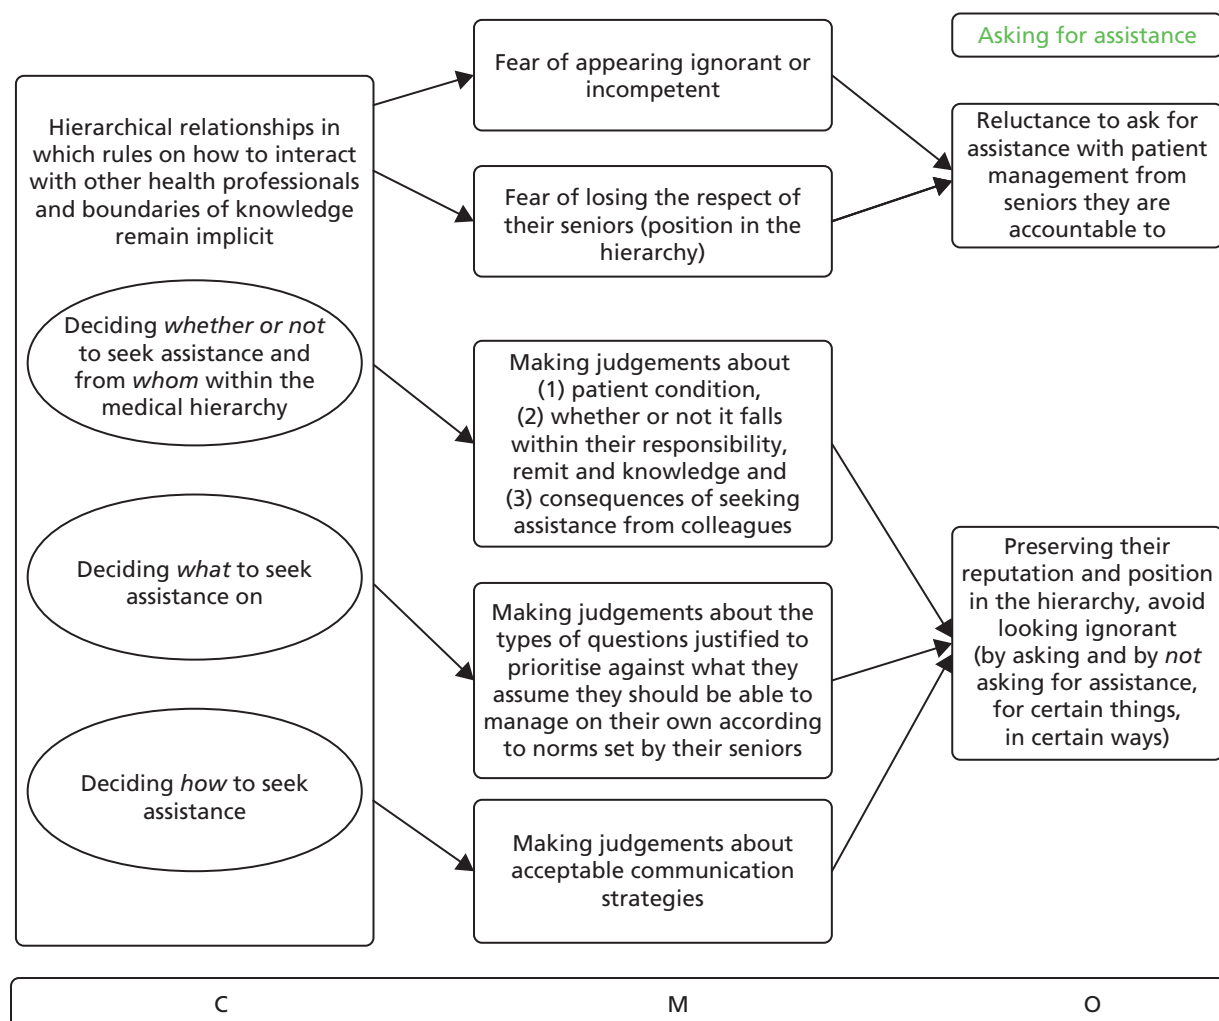 Asking for assistance
Hierarchical relationships in
which rules on how to interact
with other health professionals
and boundaries of knowledge
remain implicit
Deciding whether or not
to seek assistance and
from whom within the
medical hierarchy
Deciding what to seek
assistance on
Deciding how to seek
assistance
Fear of appearing ignorant or
incompetent
Fear of losing the respect of
their seniors (position in the
hierarchy)
Making judgements about
(1) patient condition,
(2) whether or not it falls
within their responsibility,
remit and knowledge and
(3) consequences of seeking
assistance from colleagues
Making judgements about the
types of questions justified to
prioritise against what they
assume they should be able to
manage on their own according
to norms set by their seniors
Making judgements about
acceptable communication
strategies
Reluctance to ask for
assistance with patient
management from
seniors they are
accountable to
Preserving their
reputation and position
in the hierarchy, avoid
looking ignorant
(by asking and by not
asking for assistance,
for certain things,
in certain ways)
C
M
O